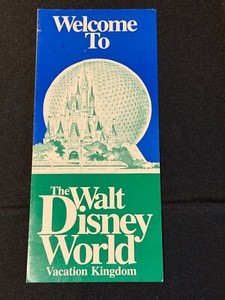 Welcome
To
The Walt
Disney
World
Vacation Kingdom